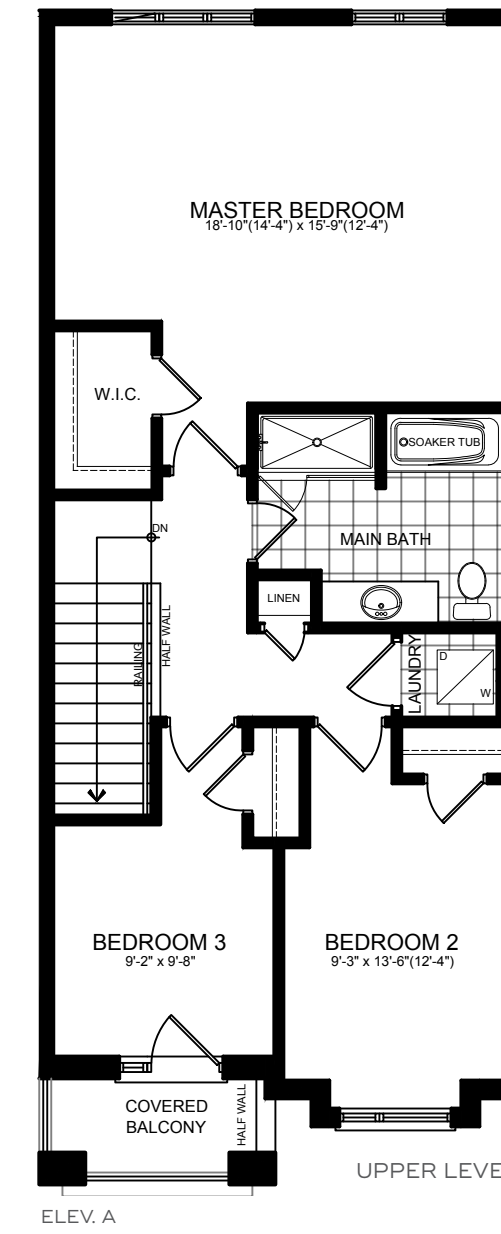 MASTER BEDROOM
18'-10"(14'-4") x 15'-9"(12'-4")
W.I.C.
SOAKER TUB
DN
MAIN BATH
LINEN
HALF WALL
RAILING
LAUNDRY
D
W
BEDROOM 3
9'-2" x 9'-8"
BEDROOM 2
9'-3" x 13'-6"(12'-4")
COVERED
BALCONY
HALF WALL
UPPER LEVE
ELEV. A